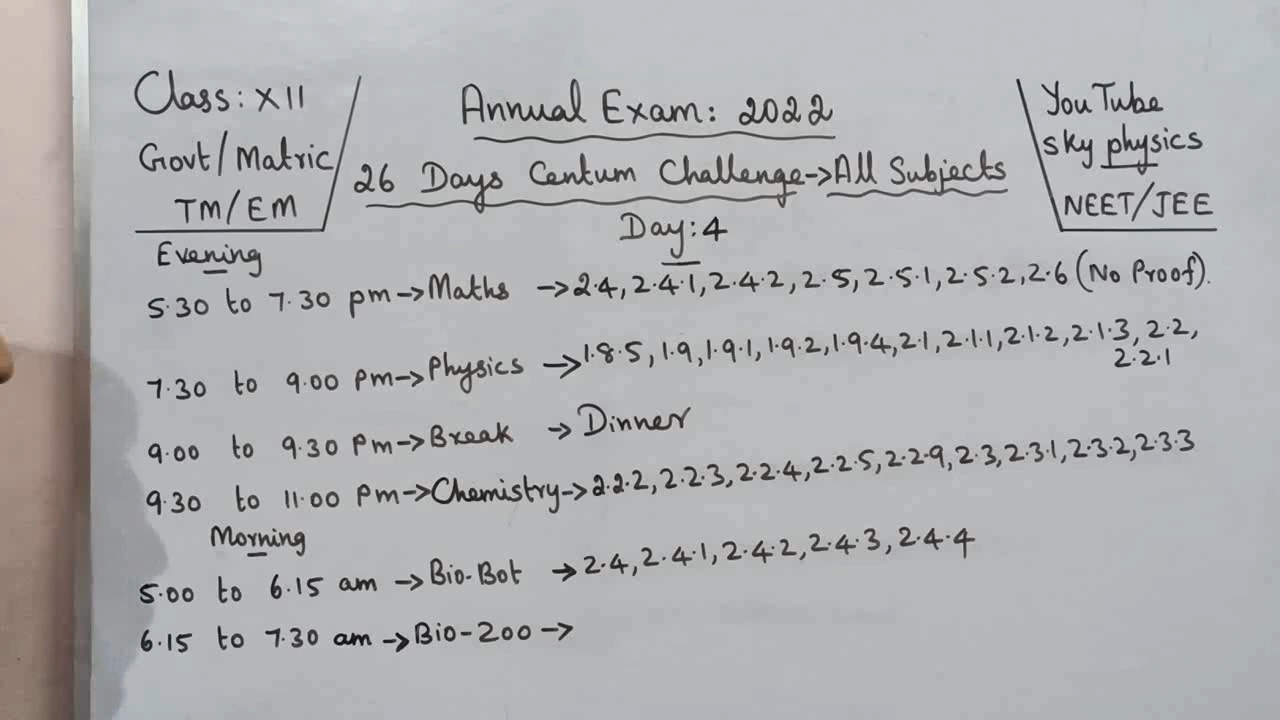 Class: XII
Govt/Matric
TM/EM
Annual Exam: 2022
26 Days Centum Challenge->All Subjects
Day:4
YouTube
sky physics
NEET/JEE
Evening
5.30 to 7.30 pm->Maths ->2.4, 2.4.1, 2.4.2, 2.5, 2.5.1, 2.5.2, 2.6 (No Proof).
7.30 to 9.00 Pm->Physics ->1.8.5, 1.9, 1.9.1, 1.9.2, 1.9.4, 2.1, 2.1.1, 2.1.2, 2.1.3, 2.2,
2.2.1
9.00 to 9.30 Pm->Break -> Dinner
9.30 to 11.00 Pm->Chemistry->2.2.2, 2.2.3, 2.2.4, 2.2.5, 2.2.9, 2.3, 2.3.1, 2.3.2, 2.3.3
Morning
5.00 to 6.15 am ->Bio-Bot ->2.4, 2.4.1, 2.4.2, 2.4.3, 2.4.4
6.15 to 7.30 am ->Bio-Zoo ->